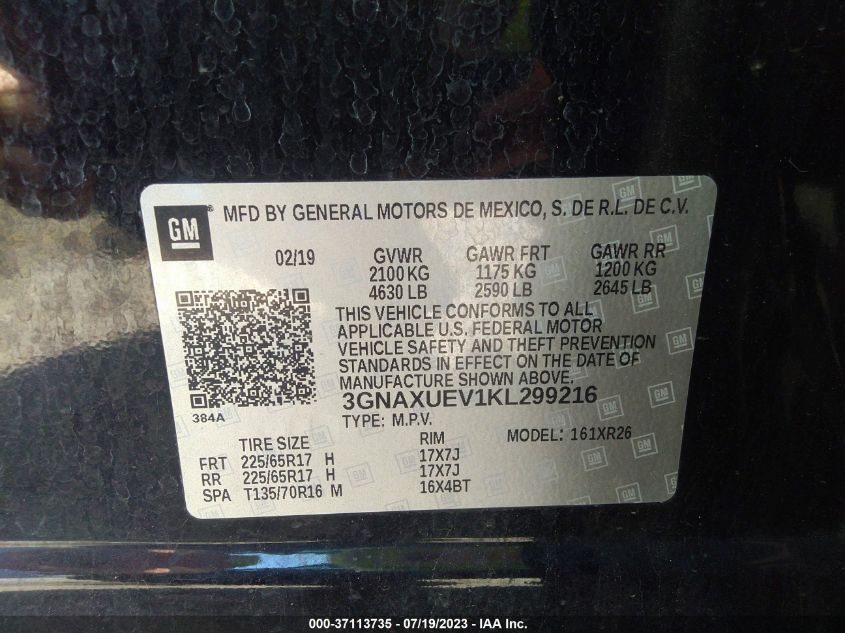 GM
GM
MFD BY GENERAL MOTORS DE MEXICO, S. DE R.L. DE C.V.
02/19 GVWR GAWR FRT GAWR RR
2100 KG 1175 KG 1200 KG
4630 LB 2590 LB 2645 LB
THIS VEHICLE CONFORMS TO ALL
APPLICABLE U.S. FEDERAL MOTOR
VEHICLE SAFETY AND THEFT PREVENTION
STANDARDS IN EFFECT ON THE DATE OF
MANUFACTURE SHOWN ABOVE.
384A
3GNAXUEV1KL299216
TYPE: M.P.V. MODEL: 161XR26
TIRE SIZE RIM
FRT 225/65R17 H 17X7J
RR 225/65R17 H 17X7J
SPA T135/70R16 M 16X4BT
000-37113735 - 07/19/2023 - IAA Inc.